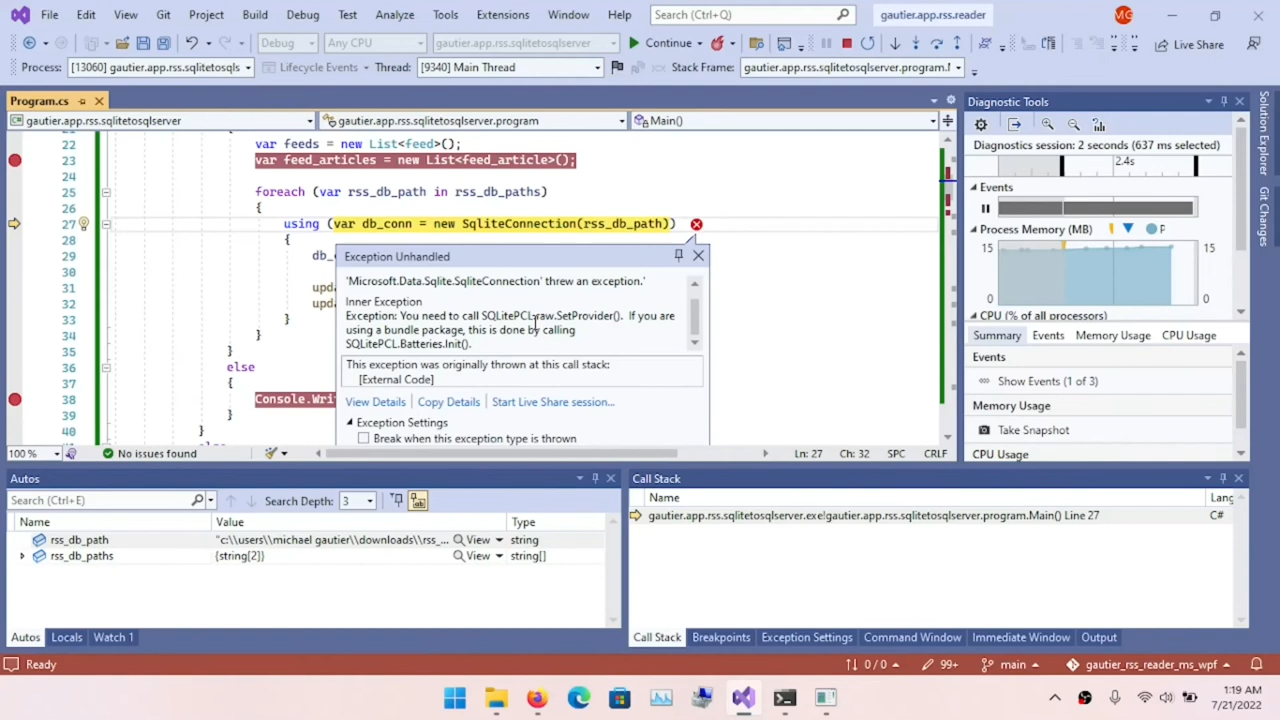 File Edit View Git Project Build Debug Test Analyze Tools Extensions Window Help Search (Ctrl+Q) gautier.app.rss.reader MG
Debug Any CPU gautier.app.rss.sqlitetosqlserver Continue Live Share
Process: [13060] gautier.app.rss.sqlitetosqls Lifecycle Events Thread: [9340] Main Thread Stack Frame: gautier.app.rss.sqlitetosqlserver.program.
Program.cs
gautier.app.rss.sqlitetosqlserver gautier.app.rss.sqlitetosqlserver.program Main()
22 var feeds = new List<feed>();
23 var feed_articles = new List<feed_article>();
24
25 foreach (var rss_db_path in rss_db_paths)
26 {
27 using (var db_conn = new SqliteConnection(rss_db_path))
28 {
29 db_c
30
31 upda
32 upda
33 }
34 }
35 }
36 else
37 {
38 Console.Writ
39 }
40 }
Exception Unhandled
'Microsoft.Data.Sqlite.SqliteConnection' threw an exception.'
Inner Exception
Exception: You need to call SQLitePCL.raw.SetProvider(). If you are
using a bundle package, this is done by calling
SQLitePCL.Batteries.Init().
This exception was originally thrown at this call stack:
[External Code]
View Details Copy Details Start Live Share session...
Exception Settings
Break when this exception type is thrown
100 % No issues found Ln: 27 Ch: 32 SPC CRLF
Diagnostic Tools
Diagnostics session: 2 seconds (637 ms selected)
2.4s
Events
Process Memory (MB) P
15 15
0 0
CPU (% of all processors)
Summary Events Memory Usage CPU Usage
Events
Show Events (1 of 3)
Memory Usage
Take Snapshot
CPU Usage
Solution Explorer
Git Changes
Autos
Search (Ctrl+E) Search Depth: 3
Name Value Type
rss_db_path "c:\\users\\michael gautier\\downloads\\rss_... View string
rss_db_paths {string[2]} View string[]
Autos Locals Watch 1
Call Stack
Name Lang
gautier.app.rss.sqlitetosqlserver.exe!gautier.app.rss.sqlitetosqlserver.program.Main() Line 27 C#
Call Stack Breakpoints Exception Settings Command Window Immediate Window Output
Ready 0 / 0 99+ main gautier_rss_reader_ms_wpf
1:19 AM
7/21/2022